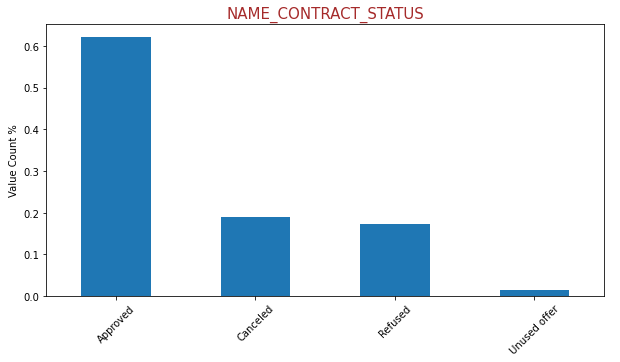 NAME_CONTRACT_STATUS
Value Count %
0.6
0.5
0.4
0.3
0.2
0.1
0.0
Approved
Canceled
Refused
Unused offer